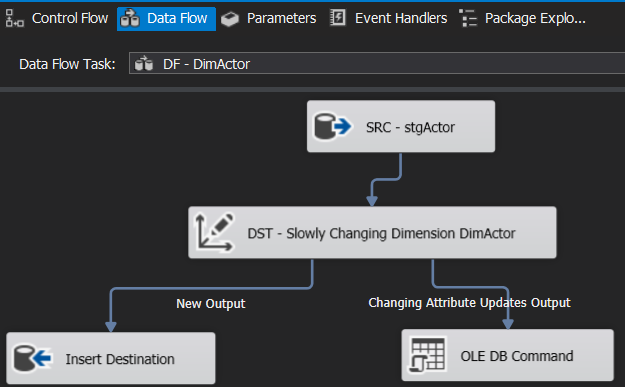 Control Flow Data Flow Parameters Event Handlers Package Explo...
Data Flow Task: DF - DimActor
SRC - stgActor
DST - Slowly Changing Dimension DimActor
New Output Changing Attribute Updates Output
Insert Destination OLE DB Command